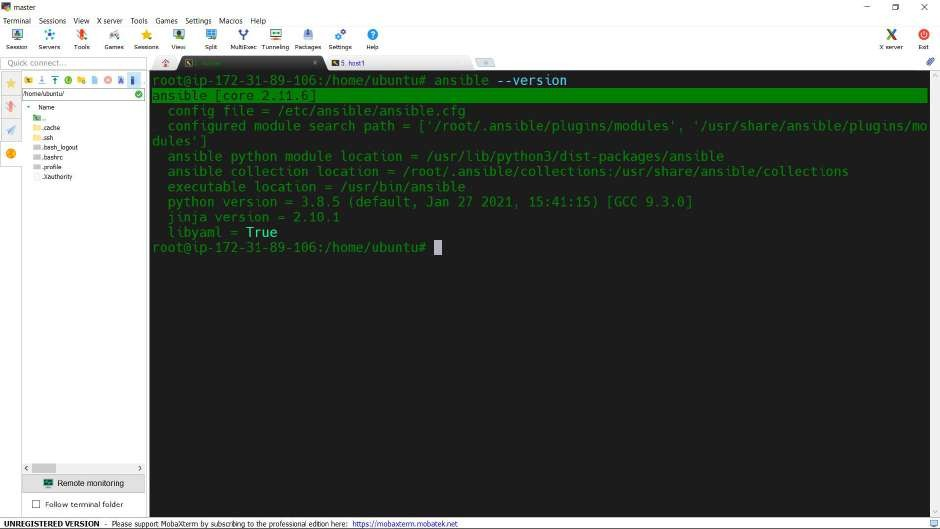 master
Terminal Sessions View X server Tools Games Settings Macros Help
Session Servers Tools Games Sessions View Split MultiExec Tunneling Packages Settings Help X server Exit
Quick connect...
5. host1
/home/ubuntu/
Name
..
.cache
.ssh
.bash_logout
.bashrc
.profile
.Xauthority
root@ip-172-31-89-106:/home/ubuntu# ansible --version
ansible [core 2.11.6]
config file = /etc/ansible/ansible.cfg
configured module search path = ['/root/.ansible/plugins/modules', '/usr/share/ansible/plugins/mo
dules']
ansible python module location = /usr/lib/python3/dist-packages/ansible
ansible collection location = /root/.ansible/collections:/usr/share/ansible/collections
executable location = /usr/bin/ansible
python version = 3.8.5 (default, Jan 27 2021, 15:41:15) [GCC 9.3.0]
jinja version = 2.10.1
libyaml = True
root@ip-172-31-89-106:/home/ubuntu#
Remote monitoring
Follow terminal folder
UNREGISTERED VERSION - Please support MobaXterm by subscribing to the professional edition here: https://mobaxterm.mobatek.net